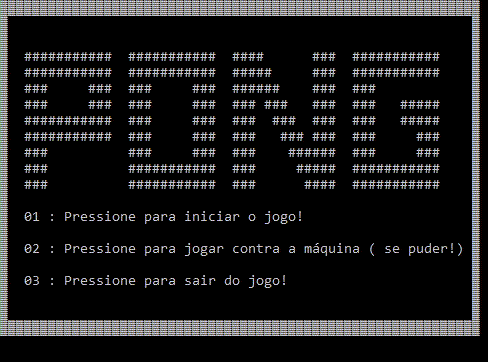 PONG
01 : Pressione para iniciar o jogo!
02 : Pressione para jogar contra a máquina ( se puder!)
03 : Pressione para sair do jogo!